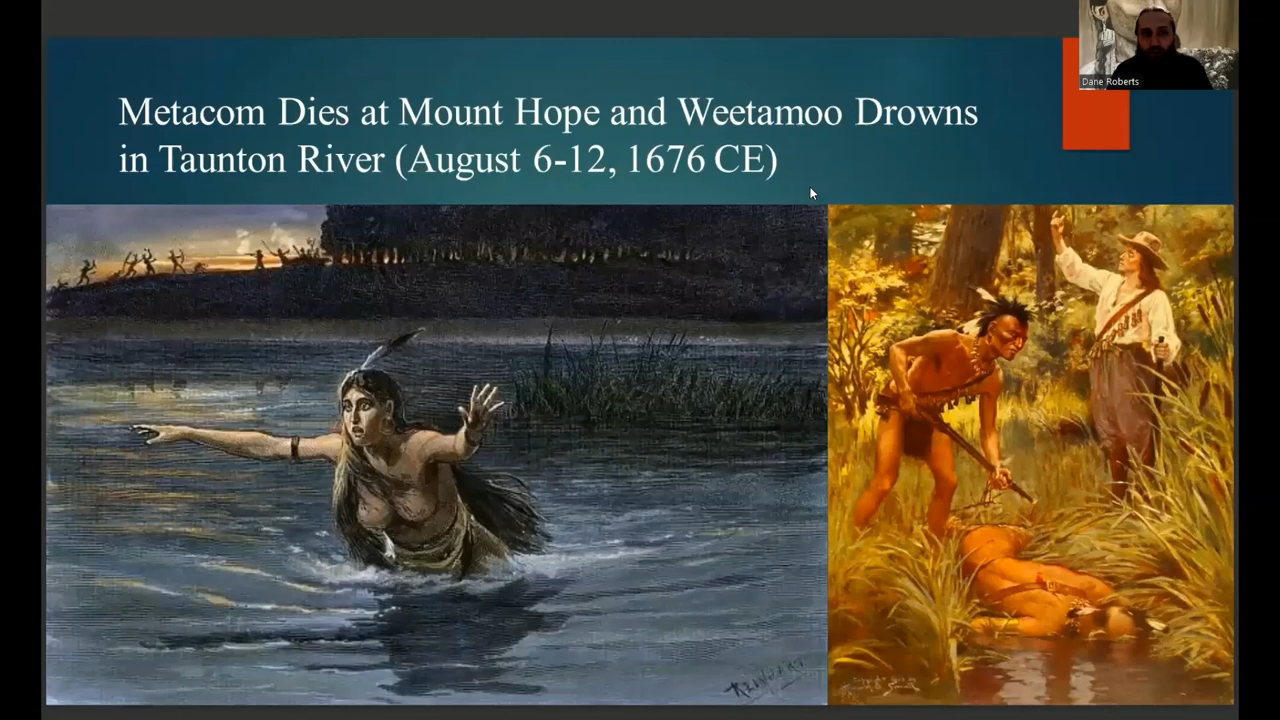 Metacom Dies at Mount Hope and Weetamoo Drowns
in Taunton River (August 6-12, 1676 CE)
Dane Roberts